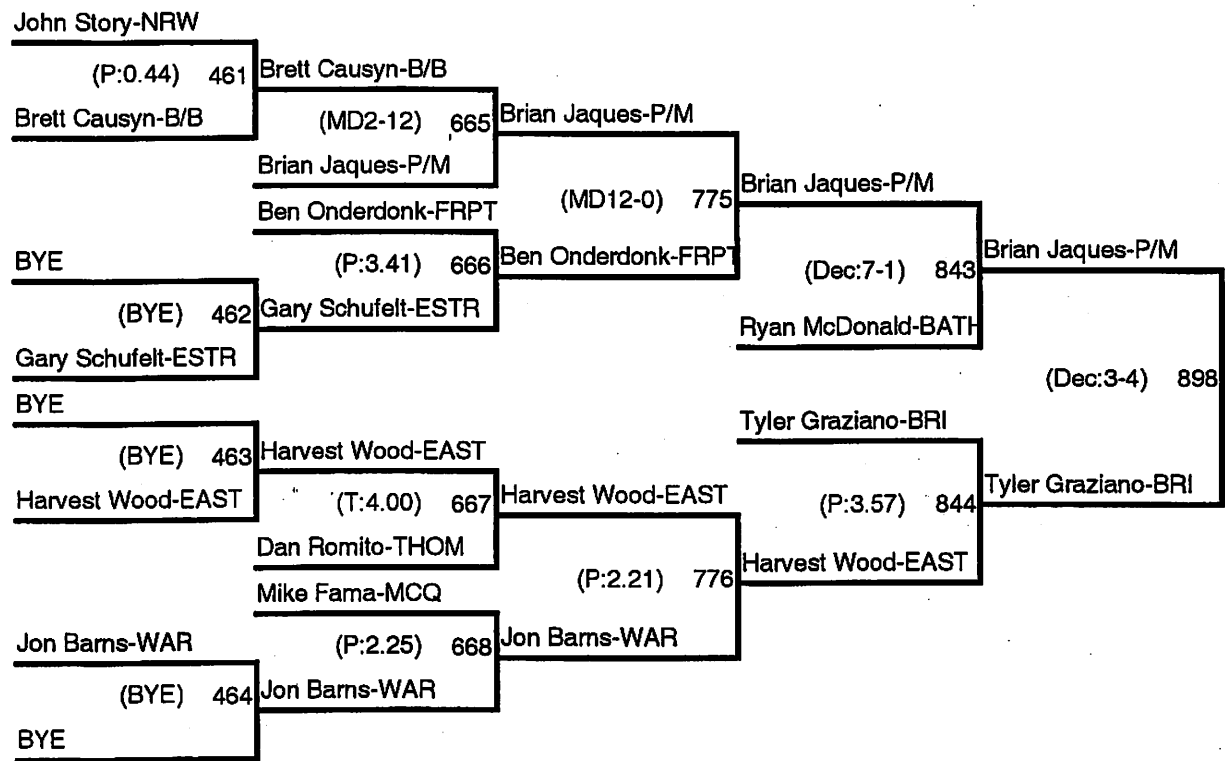 John Story-NRW
(P:0.44) 461
Brett Causyn-B/B
Brett Causyn-B/B
(MD2-12) 665
Brian Jaques-P/M
Brian Jaques-P/M
Ben Onderdonk-FRPT
(P:3.41) 666
Gary Schufelt-ESTR
BYE
(BYE) 462
Gary Schufelt-ESTR
Ben Onderdonk-FRPT
(MD12-0) 775
Brian Jaques-P/M
(Dec:7-1) 843
Ryan McDonald-BATH
Brian Jaques-P/M
BYE
(BYE) 463
Harvest Wood-EAST
Harvest Wood-EAST
(T:4.00) 667
Dan Romito-THOM
Harvest Wood-EAST
Mike Fama-MCQ
(P:2.25) 668
Jon Barns-WAR
Jon Barns-WAR
(BYE) 464
BYE
Jon Barns-WAR
(P:2.21) 776
Harvest Wood-EAST
Tyler Graziano-BRI
(P:3.57) 844
Tyler Graziano-BRI
(Dec:3-4) 898